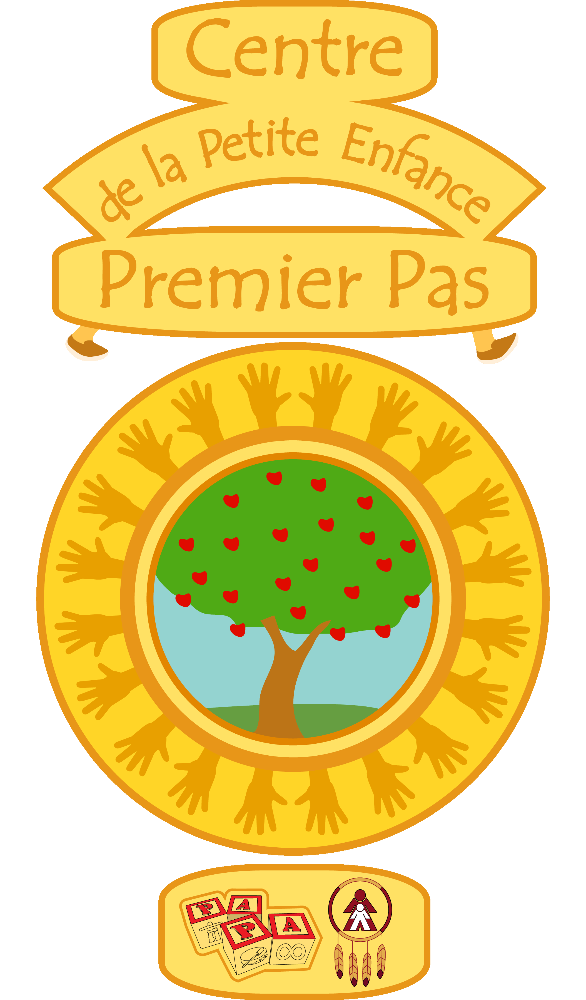 Centre
de la Petite Enfance
Premier Pas
P A
P A